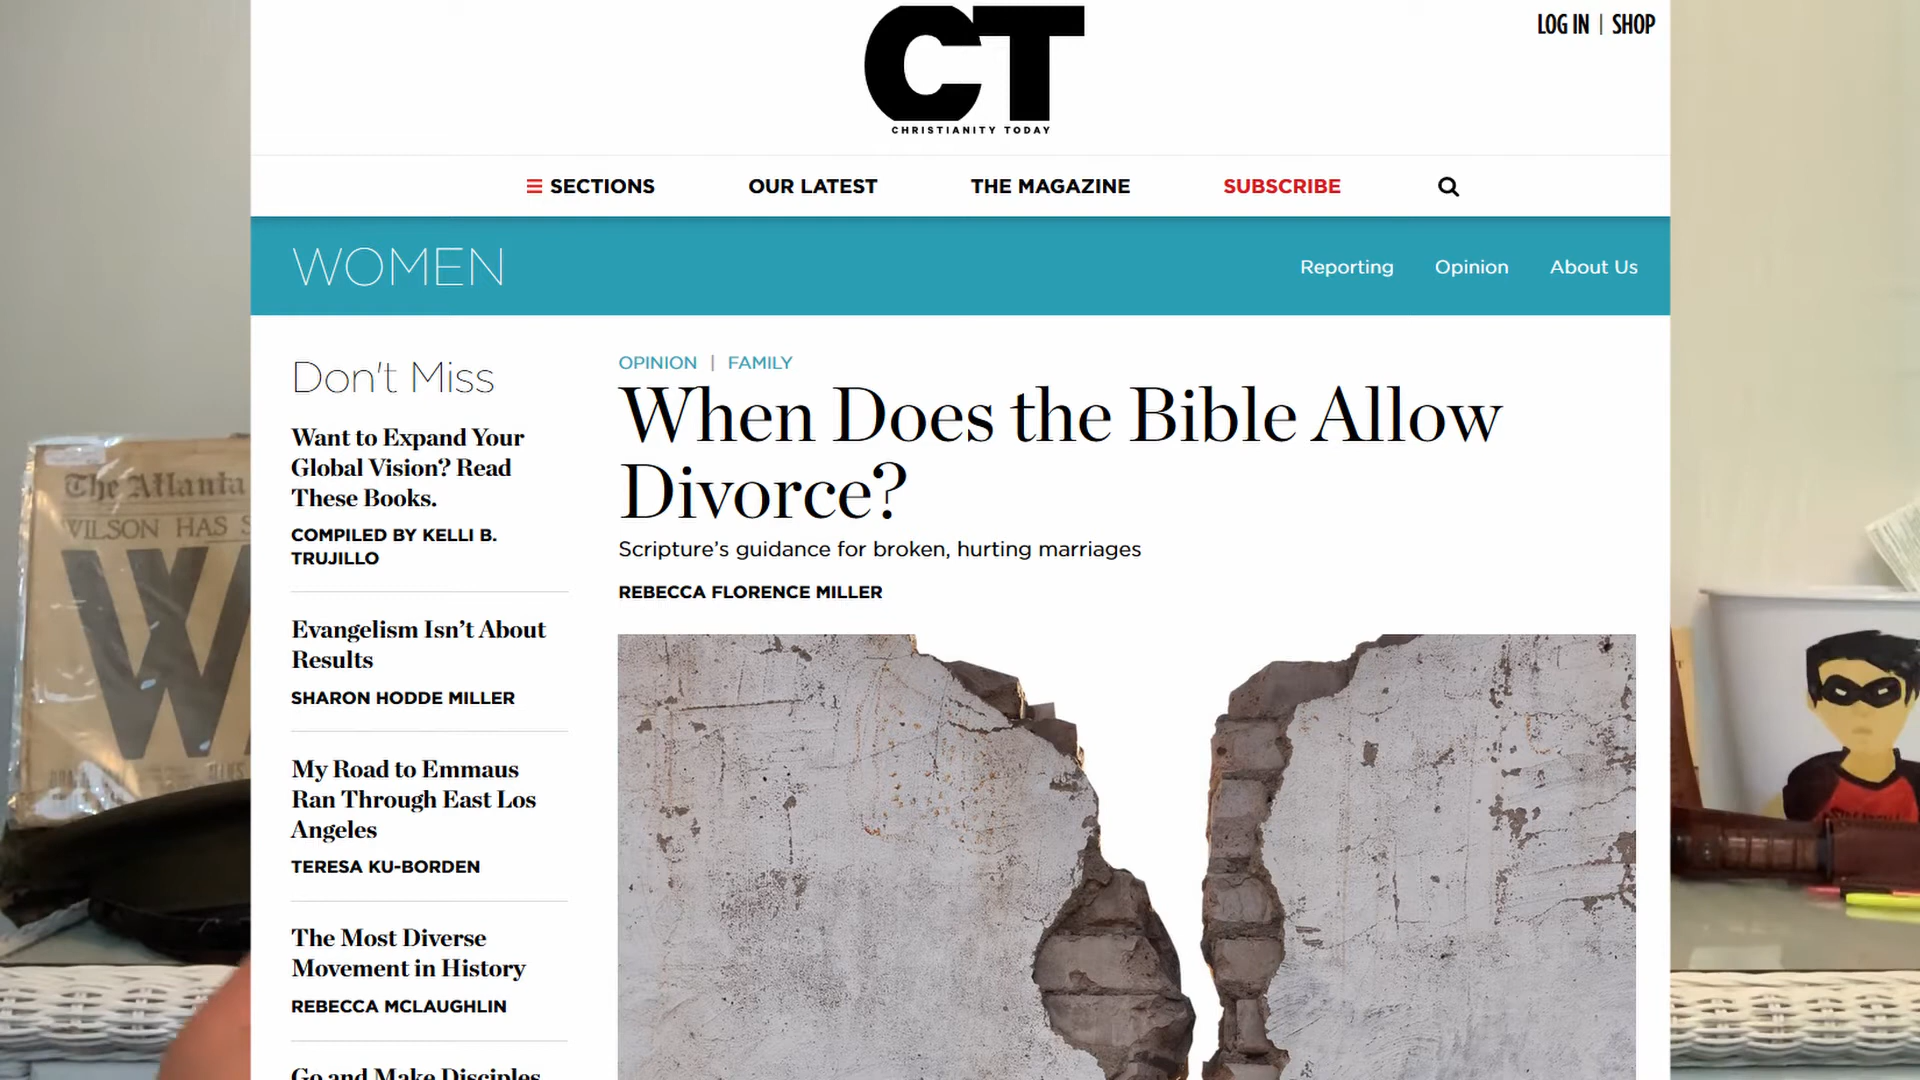 CT
CHRISTIANITY TODAY
LOG IN | SHOP
SECTIONS
OUR LATEST
THE MAGAZINE
SUBSCRIBE
WOMEN
Reporting
Opinion
About Us
Don't Miss
Want to Expand Your
Global Vision? Read
These Books.
COMPILED BY KELLI B.
TRUJILLO
Evangelism Isn’t About
Results
SHARON HODDE MILLER
My Road to Emmaus
Ran Through East Los
Angeles
TERESA KU-BORDEN
The Most Diverse
Movement in History
REBECCA MCLAUGHLIN
Go and Make Disciples
OPINION | FAMILY
When Does the Bible Allow
Divorce?
Scripture’s guidance for broken, hurting marriages
REBECCA FLORENCE MILLER
The Atlanta
WILSON HAS
W